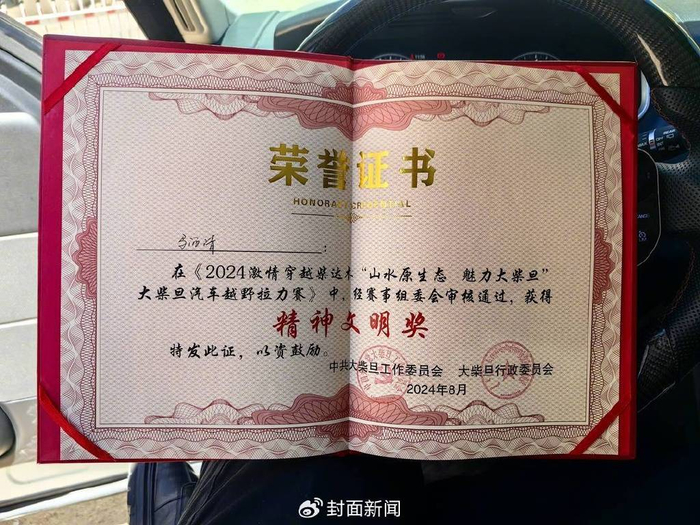 荣誉证书
HONORARY CREDENTIAL
在《2024激情穿越柴达木“山水原生态 魅力大柴旦”
大柴旦汽车越野拉力赛》中，经赛事组委会审核通过，获得
精神文明奖
特发此证，以资鼓励。
中共大柴旦工作委员会 大柴旦行政委员会
2024年8月
封面新闻